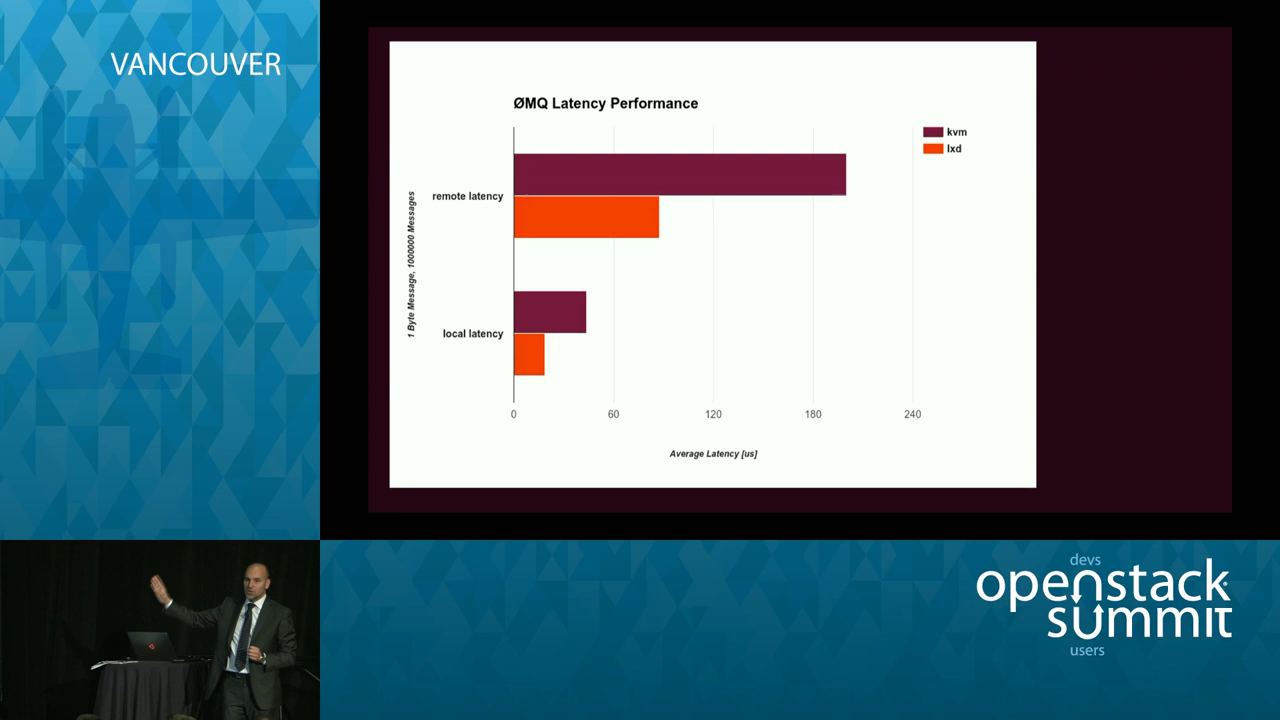 VANCOUVER
ØMQ Latency Performance
kvm
lxd
remote latency
local latency
1 Byte Message, 1000000 Messages
0 60 120 180 240
Average Latency [us]
devs
openstack
summit
users